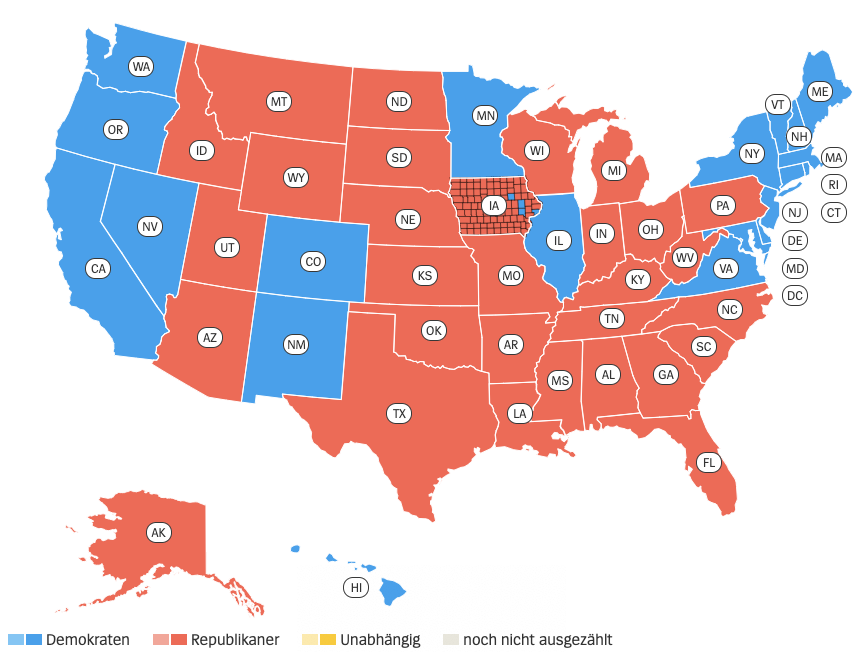 WA
MT
ND
MN
ME
VT
OR
NH
ID
SD
WI
NY
MA
MI
WY
RI
IA
NE
PA
NJ
CT
NV
OH
IN
UT
IL
DE
CO
WV
CA
VA
MD
KS
MO
KY
DC
NC
TN
OK
AZ
NM
AR
SC
MS
AL
GA
TX
LA
FL
AK
HI
Demokraten Republikaner Unabhängig noch nicht ausgezählt